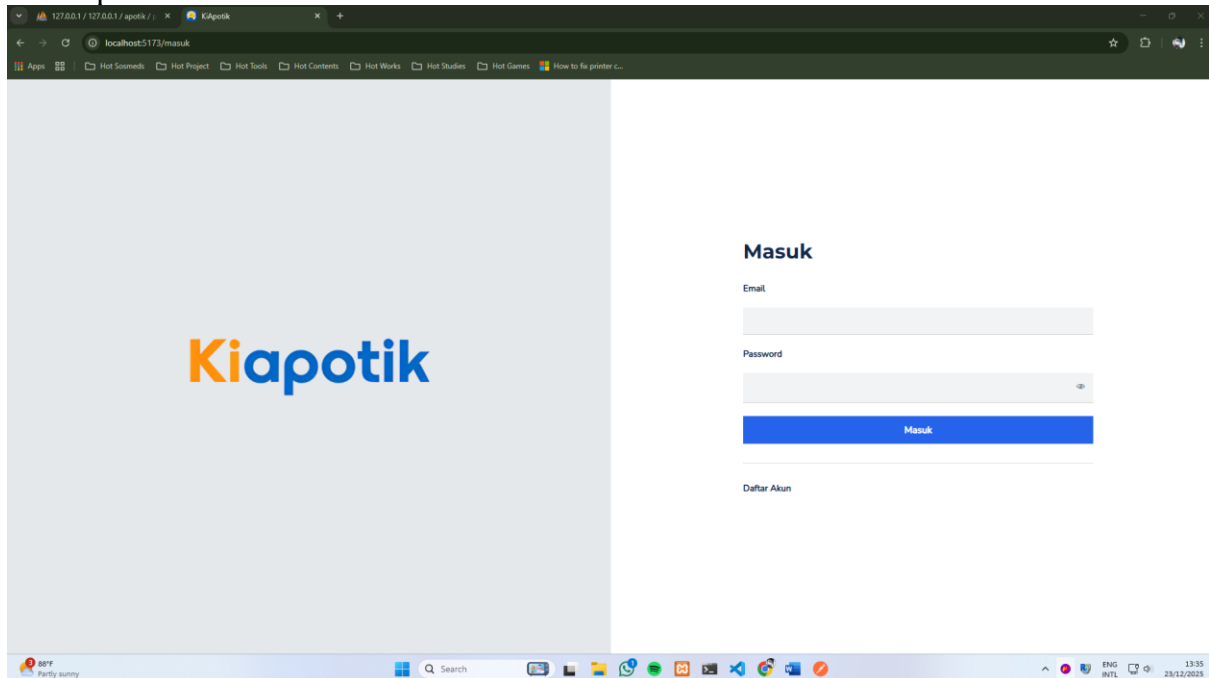 127.0.0.1 / 127.0.0.1 / apotik / p
KiApotik
localhost:5173/masuk
Apps
Hot Sosmeds
Hot Project
Hot Tools
Hot Contents
Hot Works
Hot Studies
Hot Games
How to fix printer c...
Kiapotik
Masuk
Email
Password
Masuk
Daftar Akun
3
88°F
Partly sunny
Search
ENG
INTL
13:35
23/12/2025